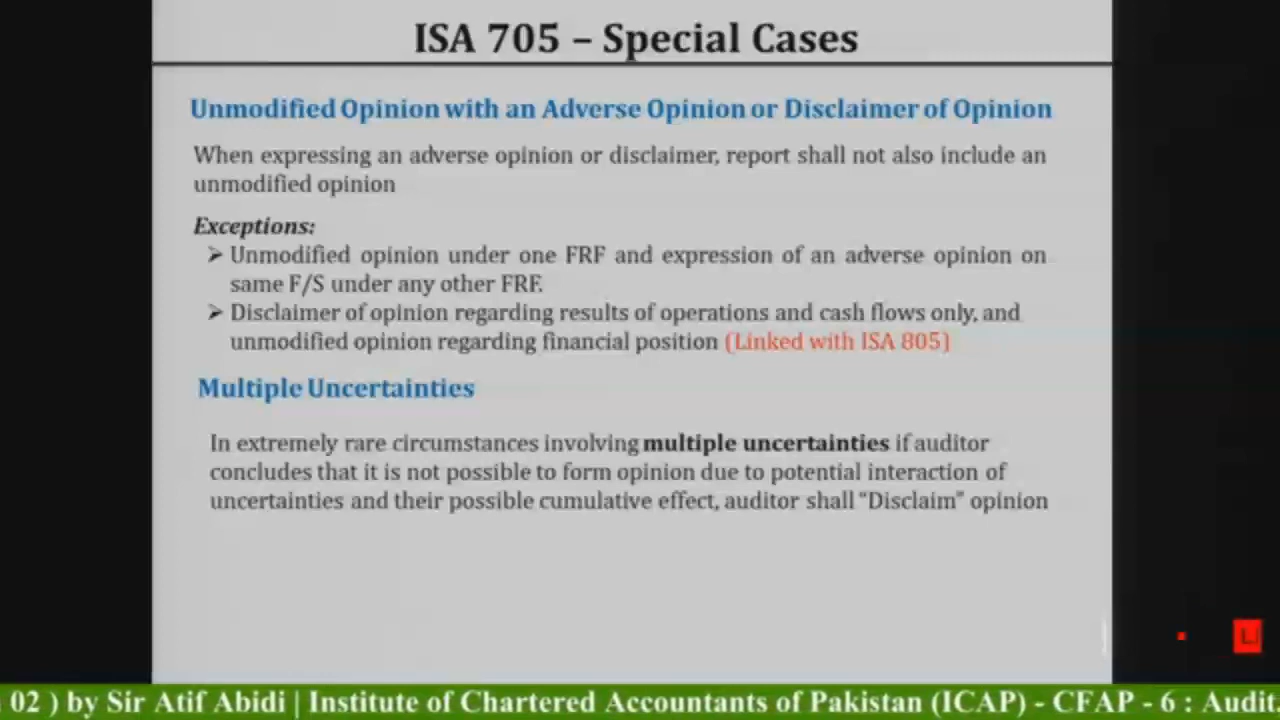 ISA 705 – Special Cases
Unmodified Opinion with an Adverse Opinion or Disclaimer of Opinion
When expressing an adverse opinion or disclaimer, report shall not also include an
unmodified opinion
Exceptions:
➢ Unmodified opinion under one FRF and expression of an adverse opinion on
same F/S under any other FRF.
➢ Disclaimer of opinion regarding results of operations and cash flows only, and
unmodified opinion regarding financial position (Linked with ISA 805)
Multiple Uncertainties
In extremely rare circumstances involving multiple uncertainties if auditor
concludes that it is not possible to form opinion due to potential interaction of
uncertainties and their possible cumulative effect, auditor shall “Disclaim” opinion
02 ) by Sir Atif Abidi | Institute of Chartered Accountants of Pakistan (ICAP) - CFAP - 6 : Audit